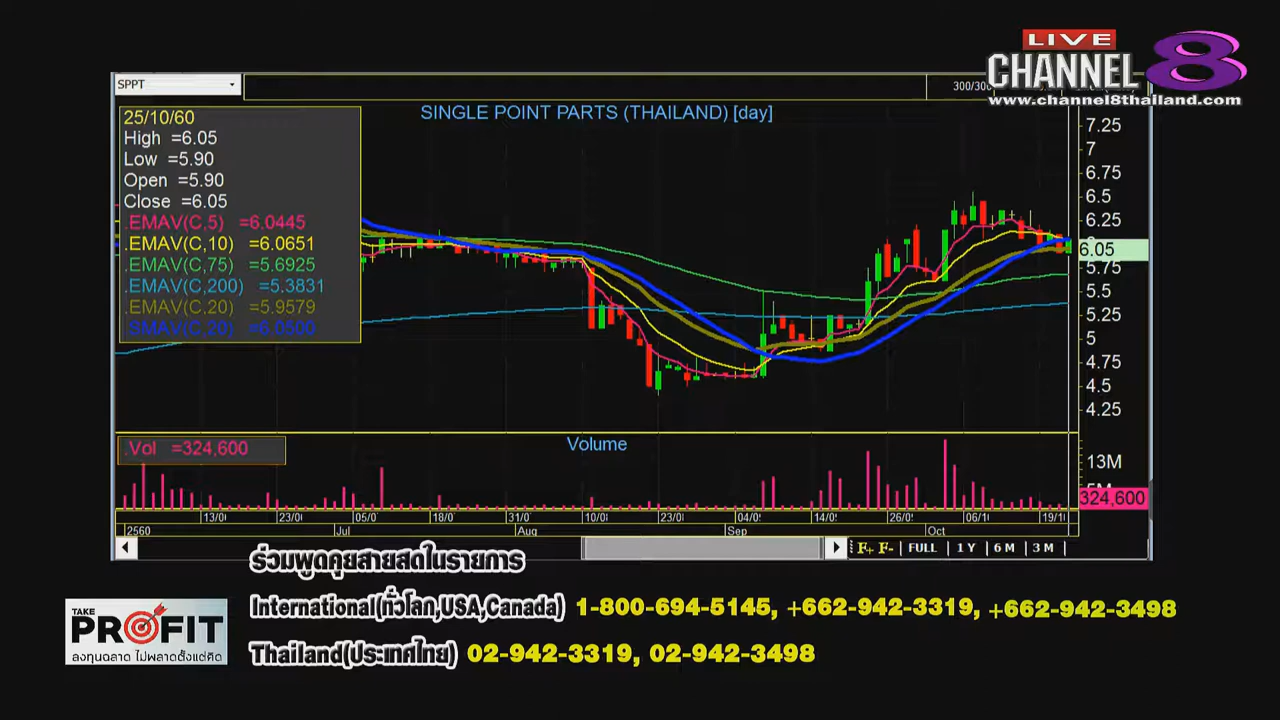 LIVE
CHANNEL 8
www.channel8thailand.com
SPPT
300/300
SINGLE POINT PARTS (THAILAND) [day]
25/10/60
High =6.05
Low =5.90
Open =5.90
Close =6.05
.EMAV(C,5) =6.0445
.EMAV(C,10) =6.0651
.EMAV(C,75) =5.6925
.EMAV(C,200) =5.3831
.EMAV(C,20) =5.9579
.SMAV(C,20) =6.0500
7.25
7
6.75
6.5
6.25
6.05
5.75
5.5
5.25
5
4.75
4.5
4.25
.Vol =324,600
Volume
13M
324,600
13/0 23/0 05/0 18/0 31/0 10/0 23/0 04/0 14/0 26/0 06/1 19/1
2560 Jul Aug Sep Oct
F+ F- FULL 1 Y 6 M 3 M
ร่วมพูดคุยสายสดในรายการ
International(ทั่วโลก,USA,Canada) 1-800-694-5145, +662-942-3319, +662-942-3498
Thailand(ประเทศไทย) 02-942-3319, 02-942-3498
TAKE
PROFIT
ลงทุนฉลาด ไม่พลาดตั้งแต่คิด